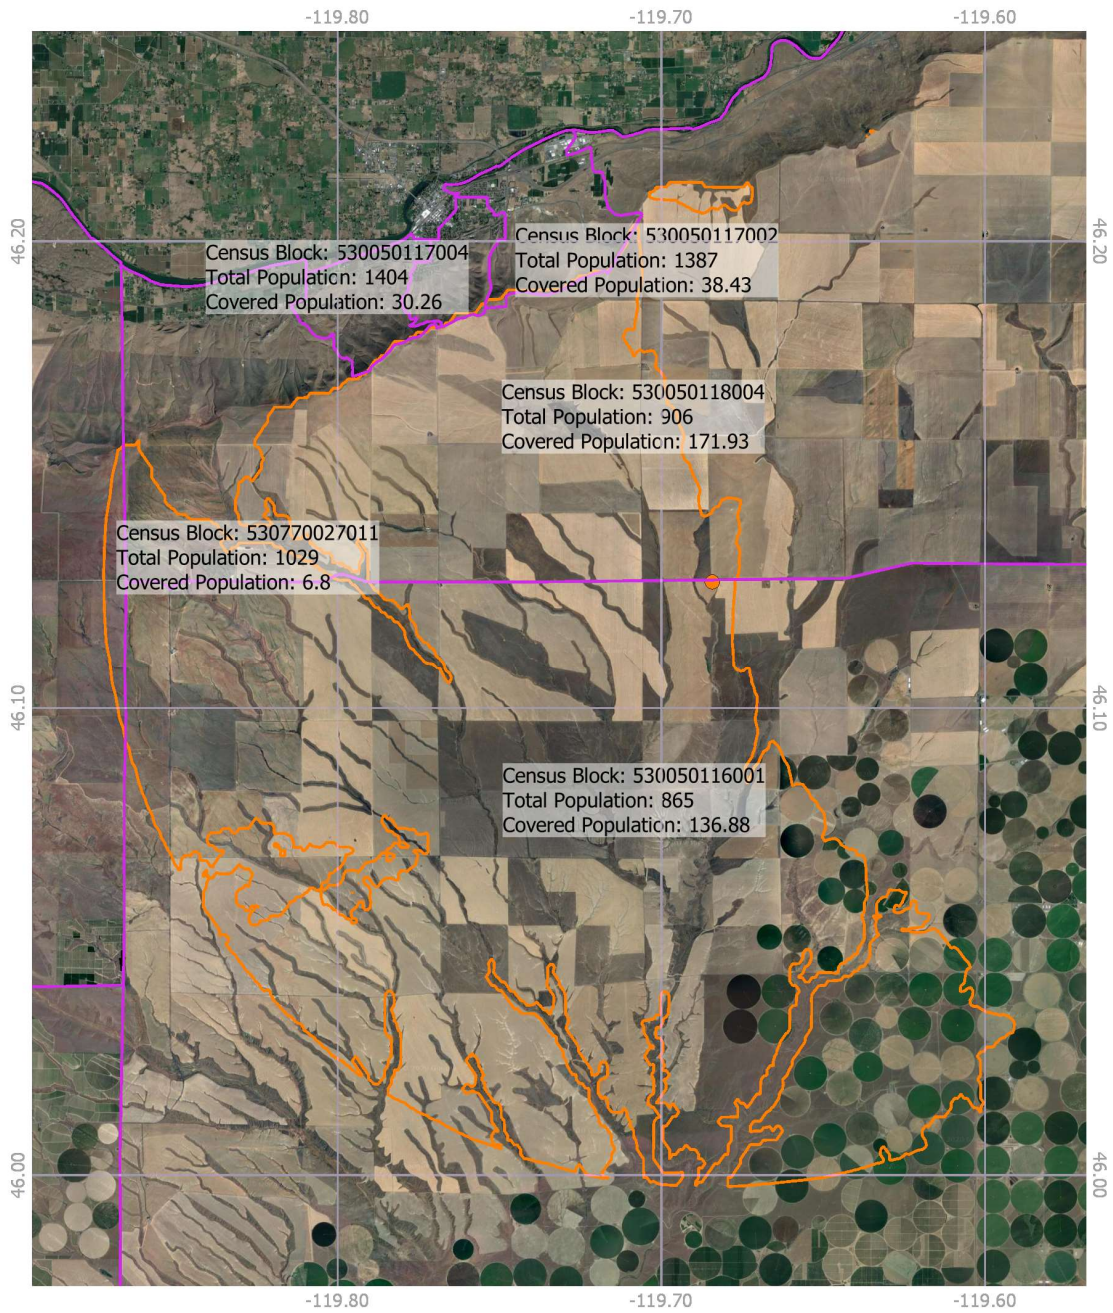 -119.80 -119.70 -119.60
46.20 46.20
Census Block: 530050117002
Total Population: 1387
Covered Population: 38.43
Census Block: 530050117004
Total Population: 1404
Covered Population: 30.26
Census Block: 530050118004
Total Population: 906
Covered Population: 171.93
Census Block: 530770027011
Total Population: 1029
Covered Population: 6.8
46.10 46.10
Census Block: 530050116001
Total Population: 865
Covered Population: 136.88
46.00 46.00
-119.80 -119.70 -119.60